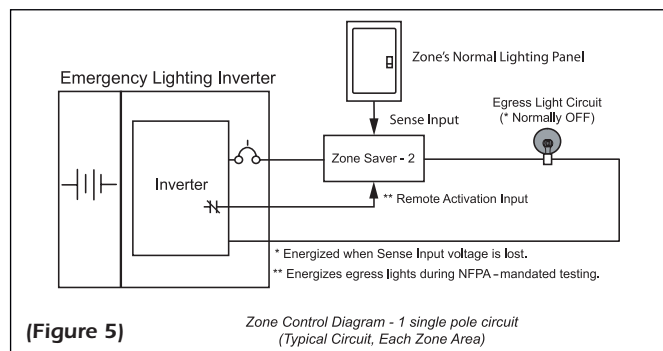 Zone's Normal Lighting Panel
Emergency Lighting Inverter
Egress Light Circuit
(* Normally OFF)
Sense Input
Zone Saver - 2
Inverter
** Remote Activation Input
* Energized when Sense Input voltage is lost.
** Energizes egress lights during NFPA-mandated testing.
(Figure 5)
Zone Control Diagram - 1 single pole circuit
(Typical Circuit, Each Zone Area)